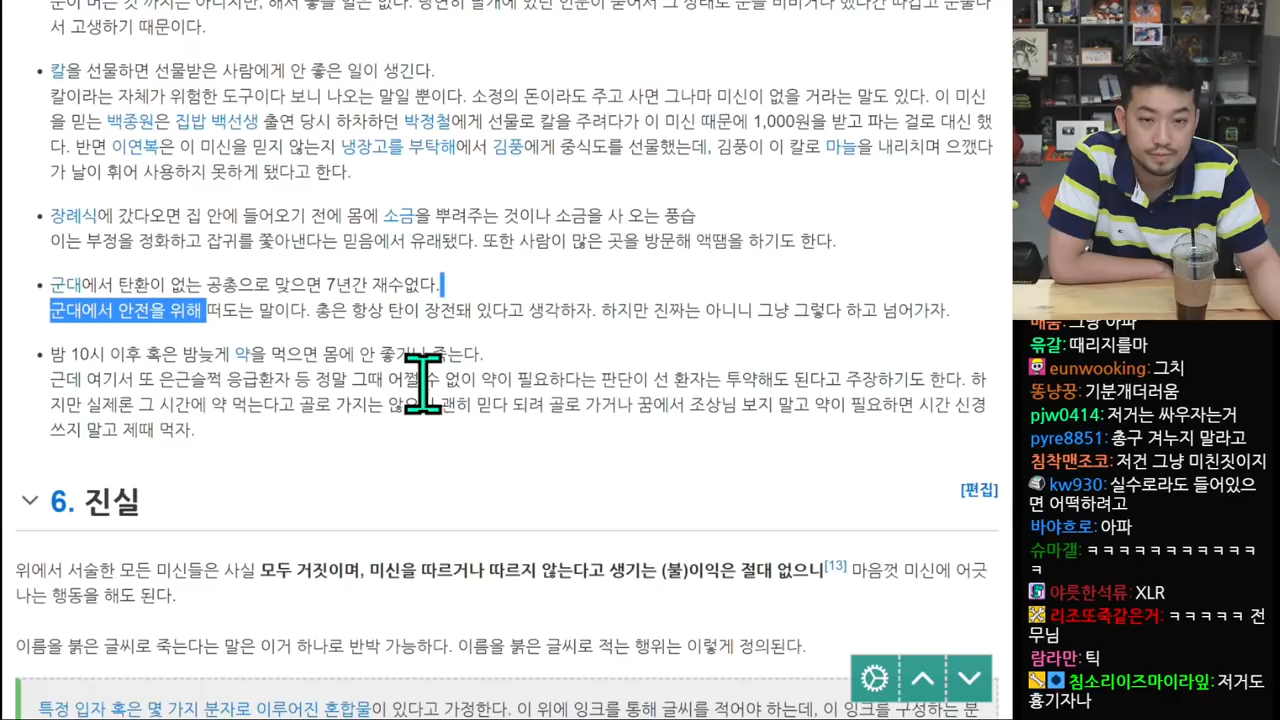 서 고생하기 때문이다.
• 칼을 선물하면 선물받은 사람에게 안 좋은 일이 생긴다.
칼이라는 자체가 위험한 도구이다 보니 나오는 말일 뿐이다. 소정의 돈이라도 주고 사면 그나마 미신이 없을 거라는 말도 있다. 이 미신
을 믿는 백종원은 집밥 백선생 출연 당시 하차하던 박정철에게 선물로 칼을 주려다가 이 미신 때문에 1,000원을 받고 파는 걸로 대신 했
다. 반면 이연복은 이 미신을 믿지 않는지 냉장고를 부탁해에서 김풍에게 중식도를 선물했는데, 김풍이 이 칼로 마늘을 내리치며 으깼다
가 날이 휘어 사용하지 못하게 됐다고 한다.
• 장례식에 갔다오면 집 안에 들어오기 전에 몸에 소금을 뿌려주는 것이나 소금을 사 오는 풍습
이는 부정을 정화하고 잡귀를 쫓아낸다는 믿음에서 유래됐다. 또한 사람이 많은 곳을 방문해 액땜을 하기도 한다.
• 군대에서 탄환이 없는 공총으로 맞으면 7년간 재수없다.
군대에서 안전을 위해 떠도는 말이다. 총은 항상 탄이 장전돼 있다고 생각하자. 하지만 진짜는 아니니 그냥 그렇다 하고 넘어가자.
• 밤 10시 이후 혹은 밤늦게 약을 먹으면 몸에 안 좋거나 죽는다.
근데 여기서 또 은근슬쩍 응급환자 등 정말 그때 어쩔 수 없이 약이 필요하다는 판단이 선 환자는 투약해도 된다고 주장하기도 한다. 하
지만 실제론 그 시간에 약 먹는다고 골로 가지는 않으 괜히 믿다 되려 골로 가거나 꿈에서 조상님 보지 말고 약이 필요하면 시간 신경
쓰지 말고 제때 먹자.
6. 진실
[편집]
위에서 서술한 모든 미신들은 사실 모두 거짓이며, 미신을 따르거나 따르지 않는다고 생기는 (불)이익은 절대 없으니[13] 마음껏 미신에 어긋
나는 행동을 해도 된다.
이름을 붉은 글씨로 죽는다는 말은 이거 하나로 반박 가능하다. 이름을 붉은 글씨로 적는 행위는 이렇게 정의된다.
특정 입자 혹은 몇 가지 분자로 이루어진 혼합물이 있다고 가정한다. 이 위에 잉크를 통해 글씨를 적어야 하는데, 이 잉크를 구성하는 분
그냥 아파
윾갈: 때리지를마
eunwooking: 그치
똥냥꿍: 기분개더러움
pjw0414: 저거는 싸우자는거
pyre8851: 총구 겨누지 말라고
침착맨조코: 저건 그냥 미친짓이지
kw930: 실수로라도 들어있으
면 어떡하려고
바야흐로: 아파
슈마갤: ㅋㅋㅋㅋㅋㅋㅋㅋㅋㅋㅋ
ㅋ
야릇한석류: XLR
리조또죽같은거: ㅋㅋㅋㅋㅋ 전
무님
람라만: 틱
침소리이즈마이라잎: 저거도
흉기자나